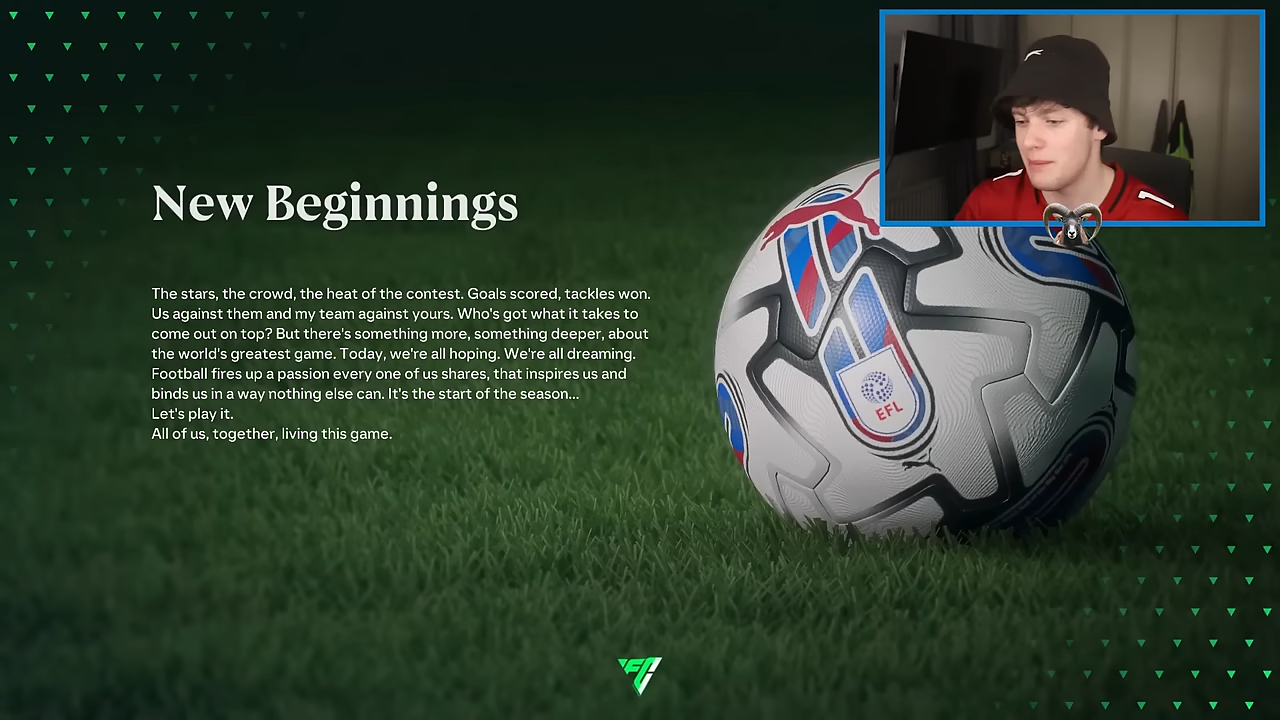 New Beginnings
The stars, the crowd, the heat of the contest. Goals scored, tackles won.
Us against them and my team against yours. Who's got what it takes to
come out on top? But there's something more, something deeper, about
the world's greatest game. Today, we're all hoping. We're all dreaming.
Football fires up a passion every one of us shares, that inspires us and
binds us in a way nothing else can. It's the start of the season...
Let's play it.
All of us, together, living this game.
EFL